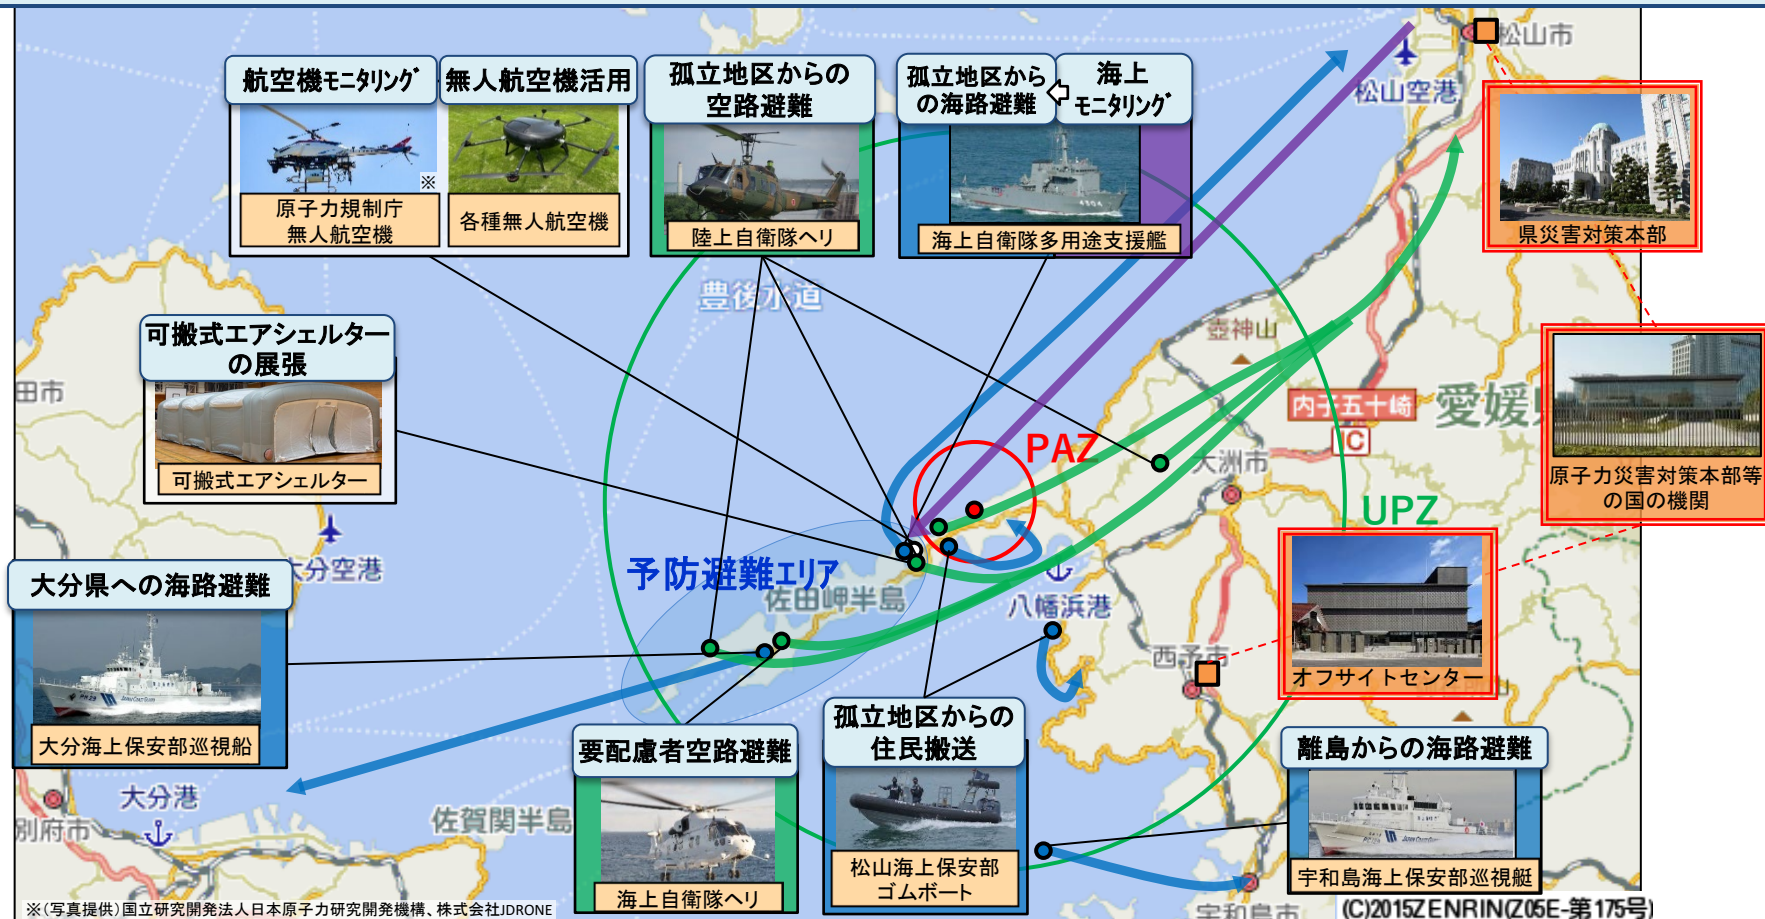 航空機モニタリング
無人航空機活用
孤立地区からの
空路避難
孤立地区から
の海路避難
海上
モニタリング
※
原子力規制庁
無人航空機
各種無人航空機
陸上自衛隊ヘリ
4304
海上自衛隊多用途支援艦
松山市
松山空港
県災害対策本部
豊後水道
壺神山
可搬式エアシェルター
の展張
可搬式エアシェルター
田市
内子五十崎
IC
愛媛
大洲市
原子力災害対策本部等
の国の機関
PAZ
UPZ
大分空港
予防避難エリア
佐田岬半島
八幡浜港
西予市
オフサイトセンター
大分県への海路避難
JAPAN COAST GUARD
大分海上保安部巡視船
要配慮者空路避難
海上自衛隊ヘリ
孤立地区からの
住民搬送
松山海上保安部
ゴムボート
離島からの海路避難
宇和島海上保安部巡視艇
大分港
別府市
佐賀関半島
宇和島市
※(写真提供)国立研究開発法人日本原子力研究開発機構、株式会社JDRONE
(C)2015ZENRIN(Z05E-第175号)